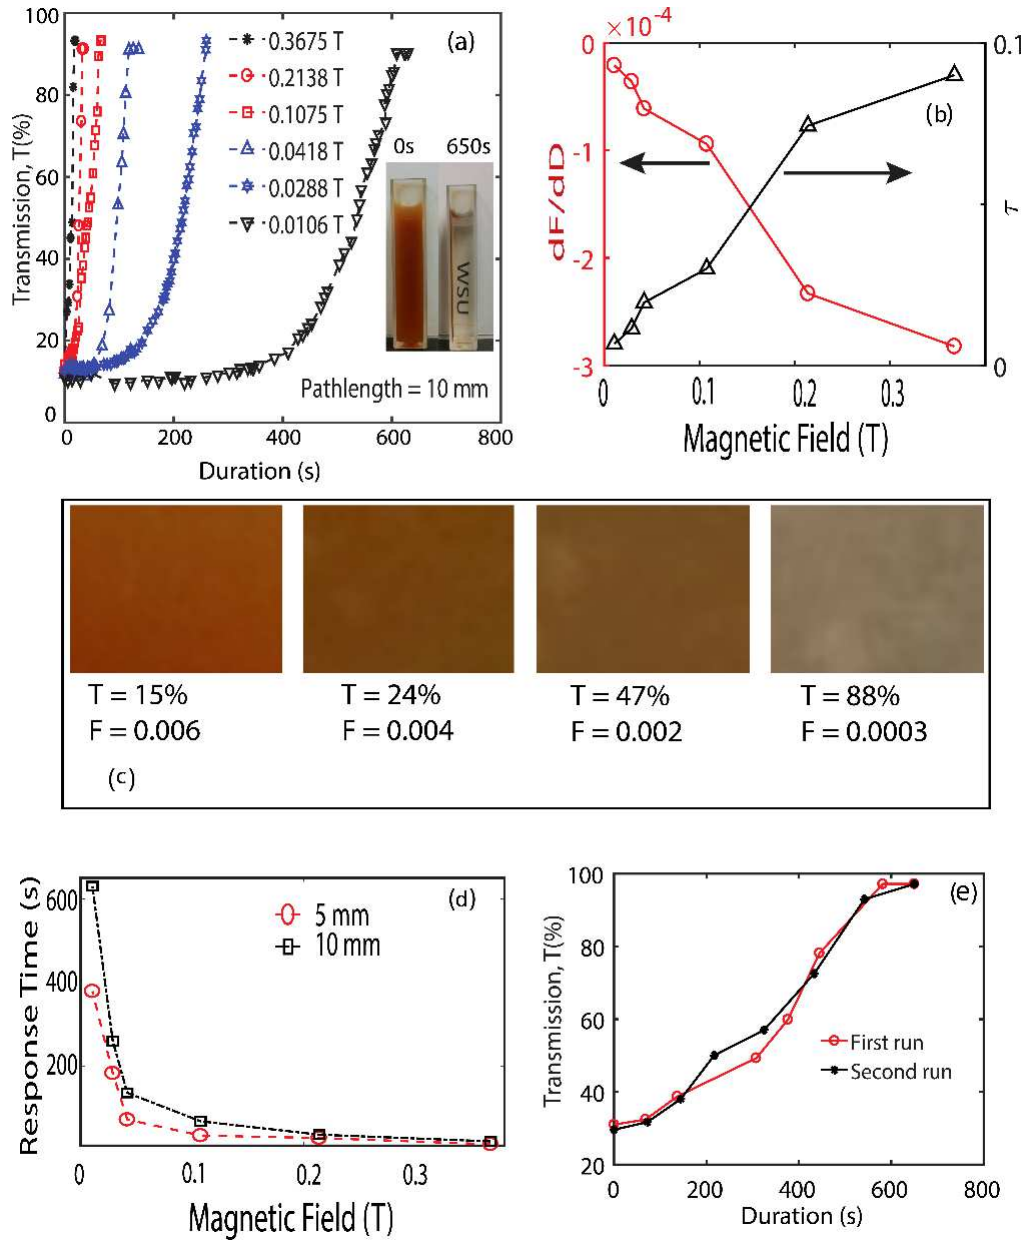 (a)
Transmission, T(%)
100
80
60
40
20
0
0.3675 T
0.2138 T
0.1075 T
0.0418 T
0.0288 T
0.0106 T
0s 650s
WSU
Pathlength = 10 mm
0 200 400 600 800
Duration (s)
×10⁻⁴
(b)
dF/dD
0
-1
-2
-3
0.1
τ
0
0 0.1 0.2 0.3
Magnetic Field (T)
T = 15% T = 24% T = 47% T = 88%
F = 0.006 F = 0.004 F = 0.002 F = 0.0003
(c)
(d)
Response Time (s)
600
400
200
5 mm
10 mm
0 0.1 0.2 0.3
Magnetic Field (T)
(e)
Transmission, T(%)
100
80
60
40
20
First run
Second run
0 200 400 600 800
Duration (s)